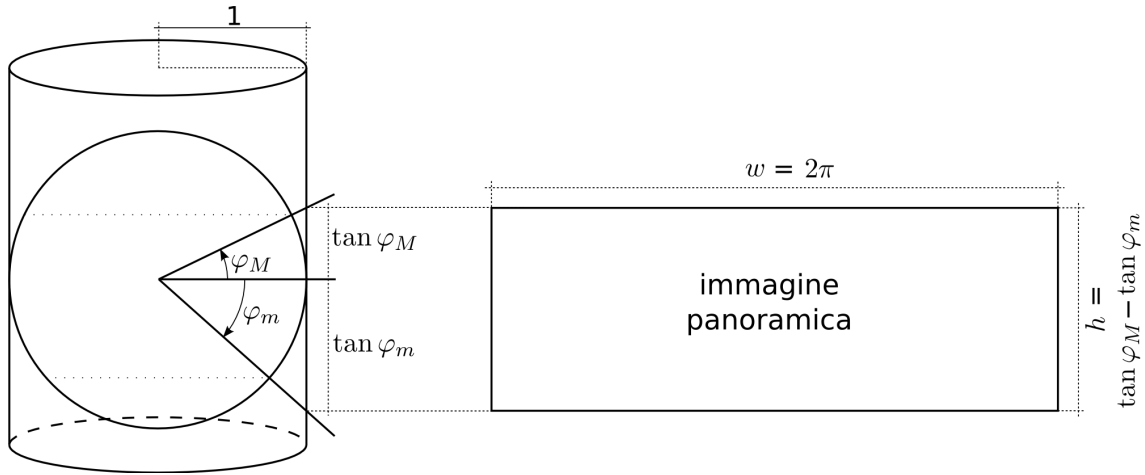 1
w = 2π
tan φ_M
φ_M
φ_m
tan φ_m
immagine
panoramica
h =
tan φ_M − tan φ_m